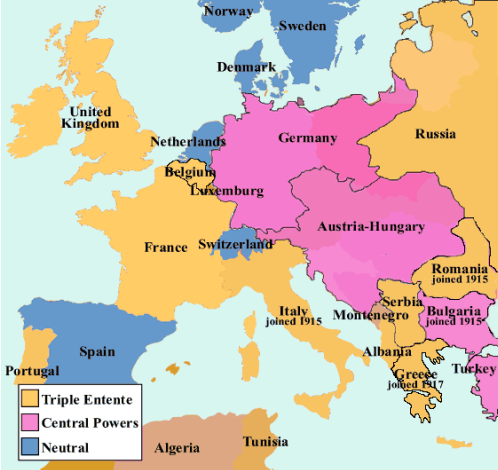 Norway
Sweden
Denmark
United
Kingdom
Netherlands
Germany
Russia
Belgium
Luxemburg
Austria-Hungary
France
Switzerland
Romania
joined 1915
Serbia
Italy
joined 1915
Montenegro
Bulgaria
joined 1915
Spain
Albania
Portugal
Greece
joined 1917
Turkey
Triple Entente
Central Powers
Neutral
Algeria
Tunisia